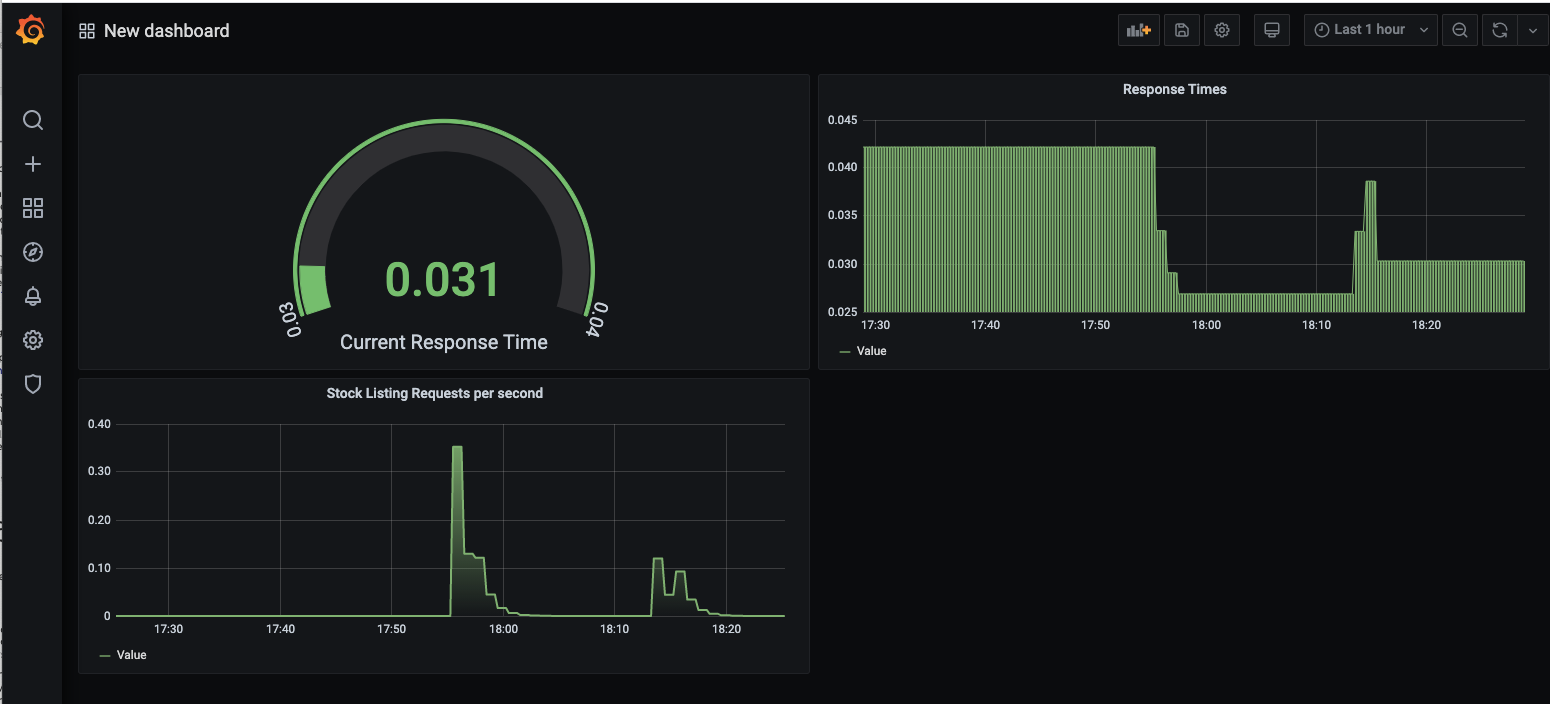 New dashboard
Last 1 hour
0.031
0.03
0.04
Current Response Time
Response Times
0.045
0.040
0.035
0.030
0.025
17:30 17:40 17:50 18:00 18:10 18:20
Value
Stock Listing Requests per second
0.40
0.30
0.20
0.10
0
17:30 17:40 17:50 18:00 18:10 18:20
Value